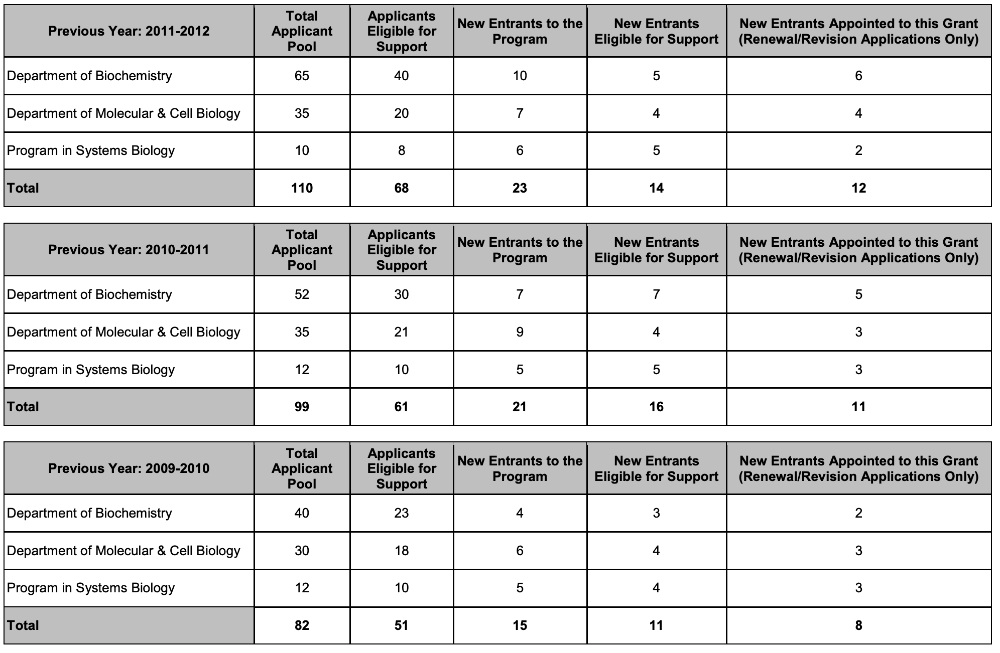 Previous Year: 2011-2012 Total Applicant Pool Applicants Eligible for Support New Entrants to the Program New Entrants Eligible for Support New Entrants Appointed to this Grant (Renewal/Revision Applications Only)
Department of Biochemistry 65 40 10 5 6
Department of Molecular & Cell Biology 35 20 7 4 4
Program in Systems Biology 10 8 6 5 2
Total 110 68 23 14 12
Previous Year: 2010-2011 Total Applicant Pool Applicants Eligible for Support New Entrants to the Program New Entrants Eligible for Support New Entrants Appointed to this Grant (Renewal/Revision Applications Only)
Department of Biochemistry 52 30 7 7 5
Department of Molecular & Cell Biology 35 21 9 4 3
Program in Systems Biology 12 10 5 5 3
Total 99 61 21 16 11
Previous Year: 2009-2010 Total Applicant Pool Applicants Eligible for Support New Entrants to the Program New Entrants Eligible for Support New Entrants Appointed to this Grant (Renewal/Revision Applications Only)
Department of Biochemistry 40 23 4 3 2
Department of Molecular & Cell Biology 30 18 6 4 3
Program in Systems Biology 12 10 5 4 3
Total 82 51 15 11 8